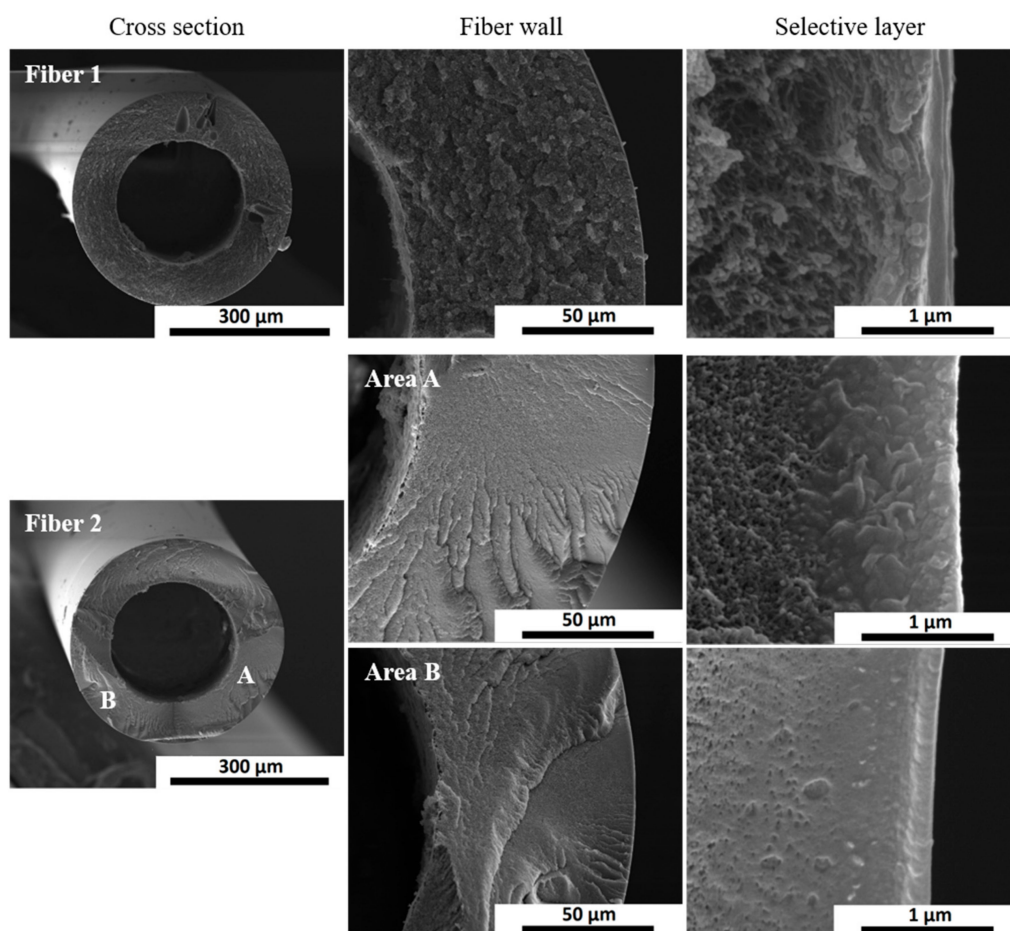 Cross section
Fiber wall
Selective layer
Fiber 1
300 µm
50 µm
1 µm
Area A
50 µm
1 µm
Fiber 2
A
B
300 µm
Area B
50 µm
1 µm